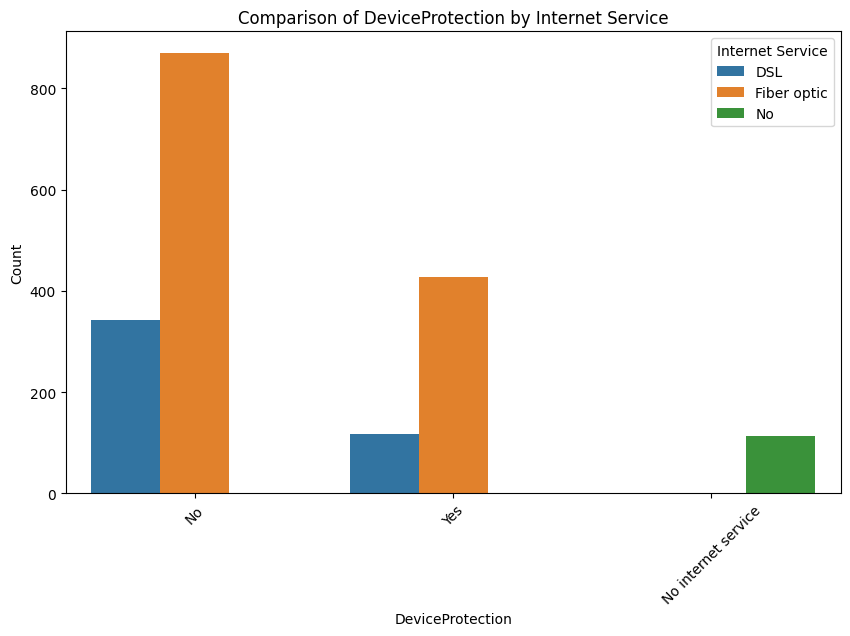 Comparison of DeviceProtection by Internet Service
Internet Service
DSL
Fiber optic
No
Count
800
600
400
200
0
No
Yes
No internet service
DeviceProtection